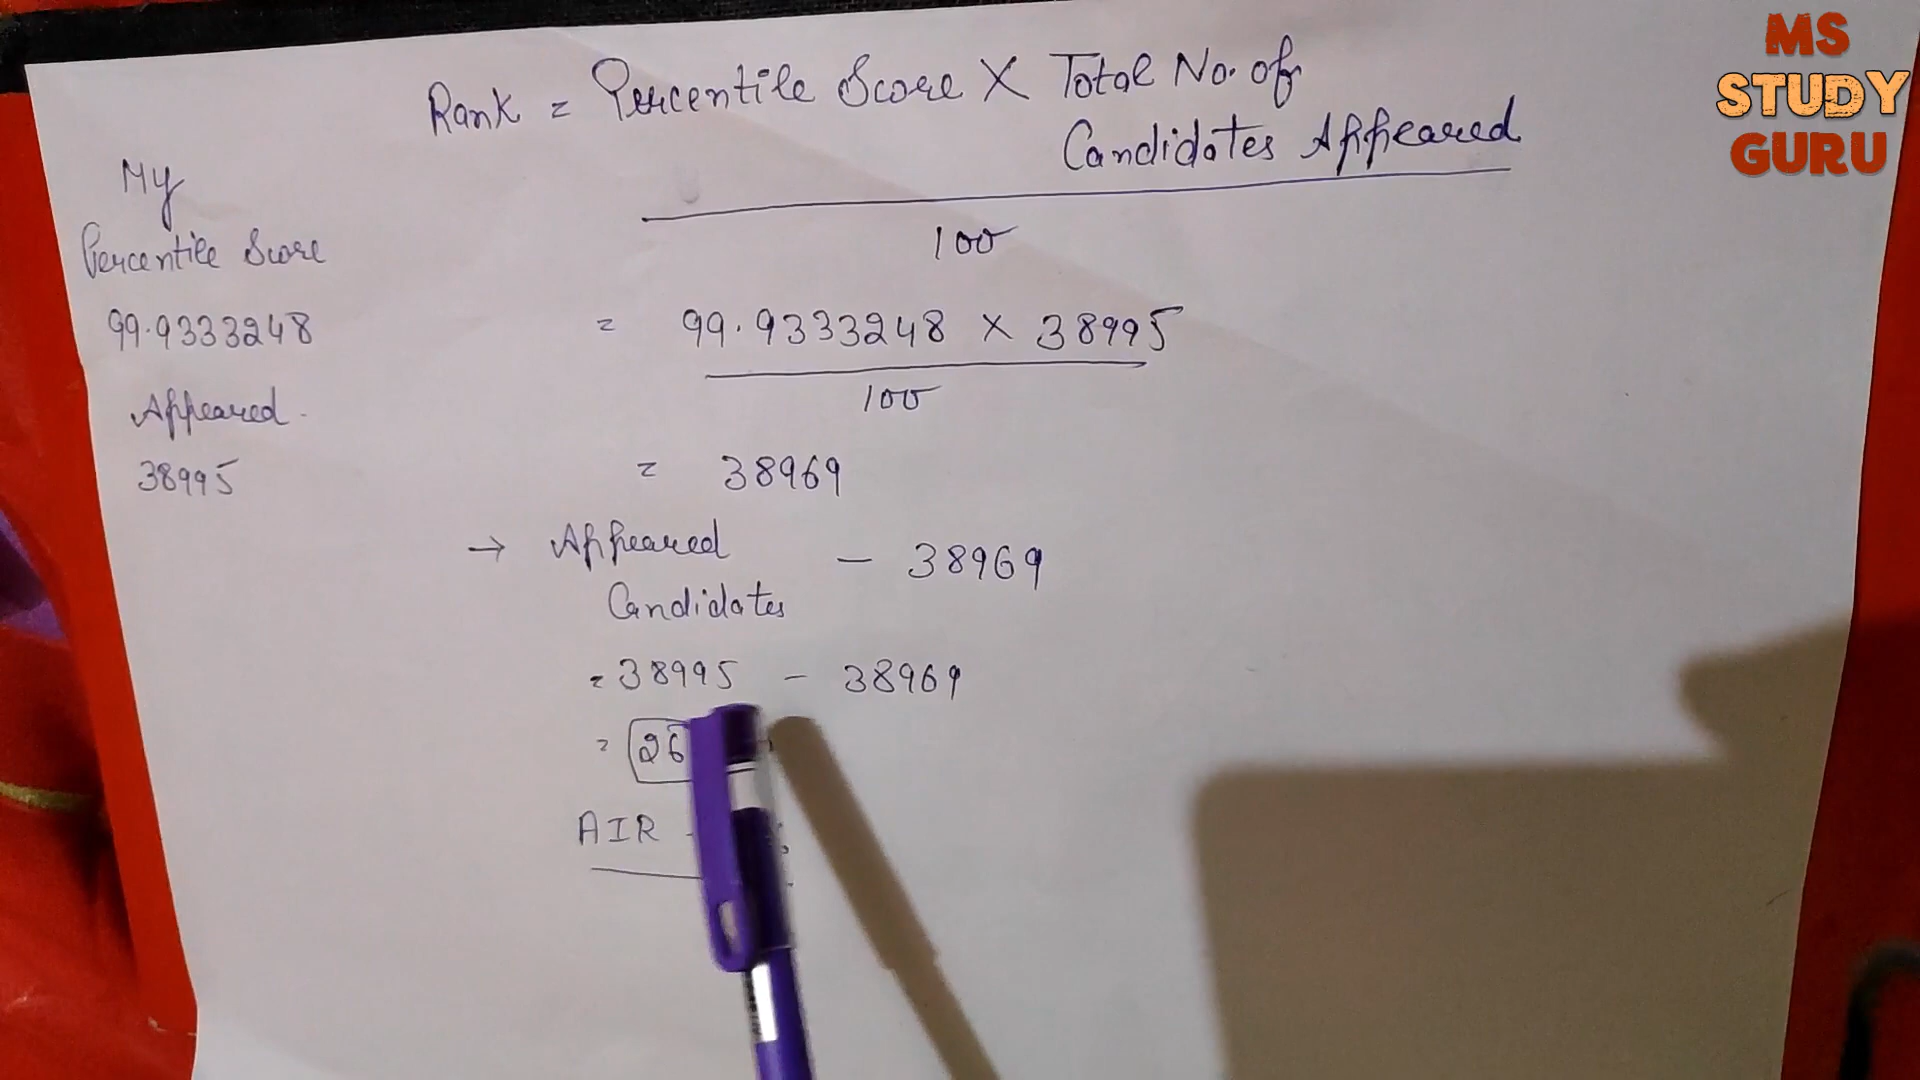 MS
STUDY
GURU
Rank = Percentile Score X Total No. of
Candidates Appeared
100
My
Percentile Score
99.9333248
Appeared.
38995
= 99.9333248 X 38995
100
= 38969
→ Appeared Candidates - 38969
= 38995 - 38969
= 26
AIR -